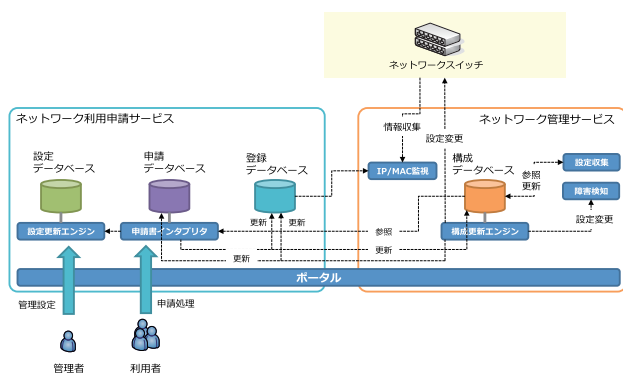 ネットワークスイッチ
ネットワーク利用申請サービス
ネットワーク管理サービス
情報収集
設定変更
設定
データベース
申請
データベース
登録
データベース
IP/MAC監視
構成
データベース
設定収集
参照
更新
障害検知
設定変更
更新
更新
設定更新エンジン
申請書インタプリタ
参照
構成更新エンジン
更新
更新
ポータル
管理設定
申請処理
管理者
利用者